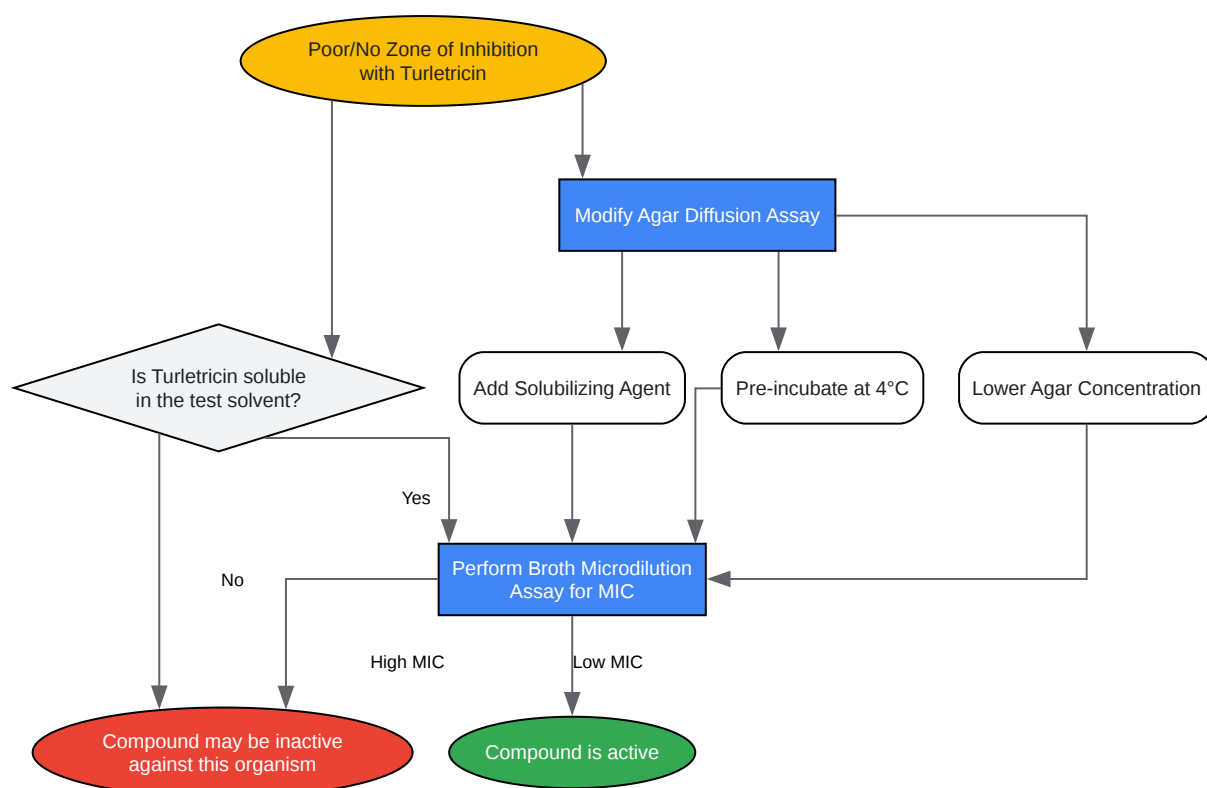 Poor/No Zone of Inhibition
with Turletricin
Modify Agar Diffusion Assay
Is Turletricin soluble
in the test solvent?
Add Solubilizing Agent
Pre-incubate at 4°C
Lower Agar Concentration
Yes
No
Perform Broth Microdilution
Assay for MIC
High MIC
Low MIC
Compound may be inactive
against this organism
Compound is active